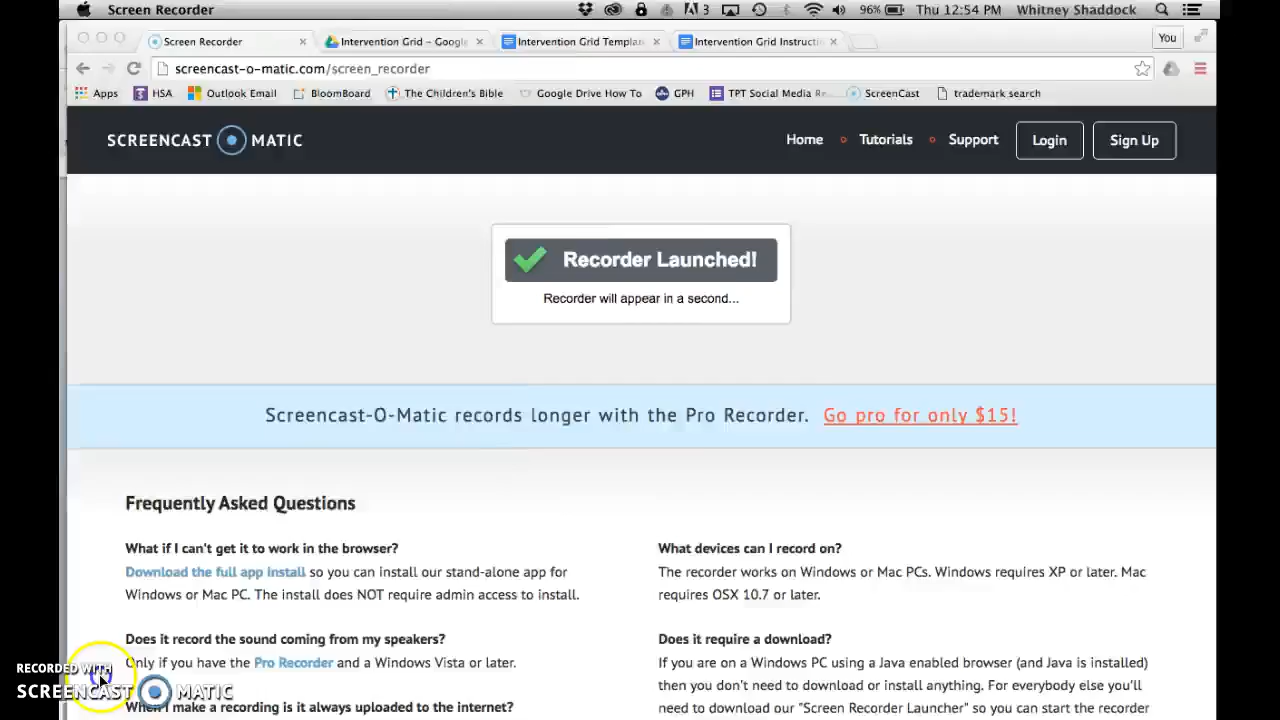 Screen Recorder 3 96% Thu 12:54 PM Whitney Shaddock
Screen Recorder Intervention Grid – Google Intervention Grid Templat Intervention Grid Instructi You
screencast-o-matic.com/screen_recorder
Apps HSA Outlook Email BloomBoard The Children's Bible Google Drive How To GPH TPT Social Media Re... ScreenCast trademark search
SCREENCAST MATIC Home Tutorials Support Login Sign Up
Recorder Launched!
Recorder will appear in a second...
Screencast-O-Matic records longer with the Pro Recorder. Go pro for only $15!
Frequently Asked Questions
What if I can't get it to work in the browser?
Download the full app install so you can install our stand-alone app for
Windows or Mac PC. The install does NOT require admin access to install.
Does it record the sound coming from my speakers?
Only if you have the Pro Recorder and a Windows Vista or later.
When I make a recording is it always uploaded to the internet?
What devices can I record on?
The recorder works on Windows or Mac PCs. Windows requires XP or later. Mac
requires OSX 10.7 or later.
Does it require a download?
If you are on a Windows PC using a Java enabled browser (and Java is installed)
then you don't need to download or install anything. For everybody else you'll
need to download our "Screen Recorder Launcher" so you can start the recorder
RECORDED WITH
SCREENCAST MATIC